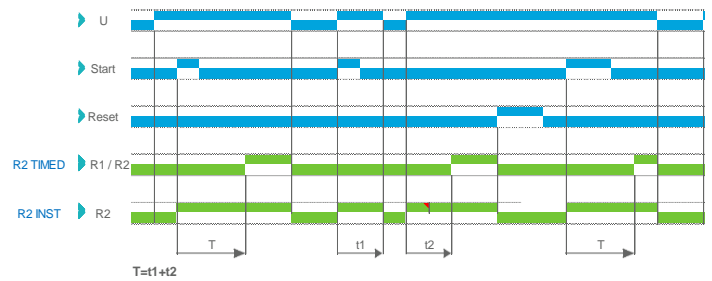 U
Start
Reset
R2 TIMED R1 / R2
R2 INST R2
T t1 t2 T
T=t1+t2